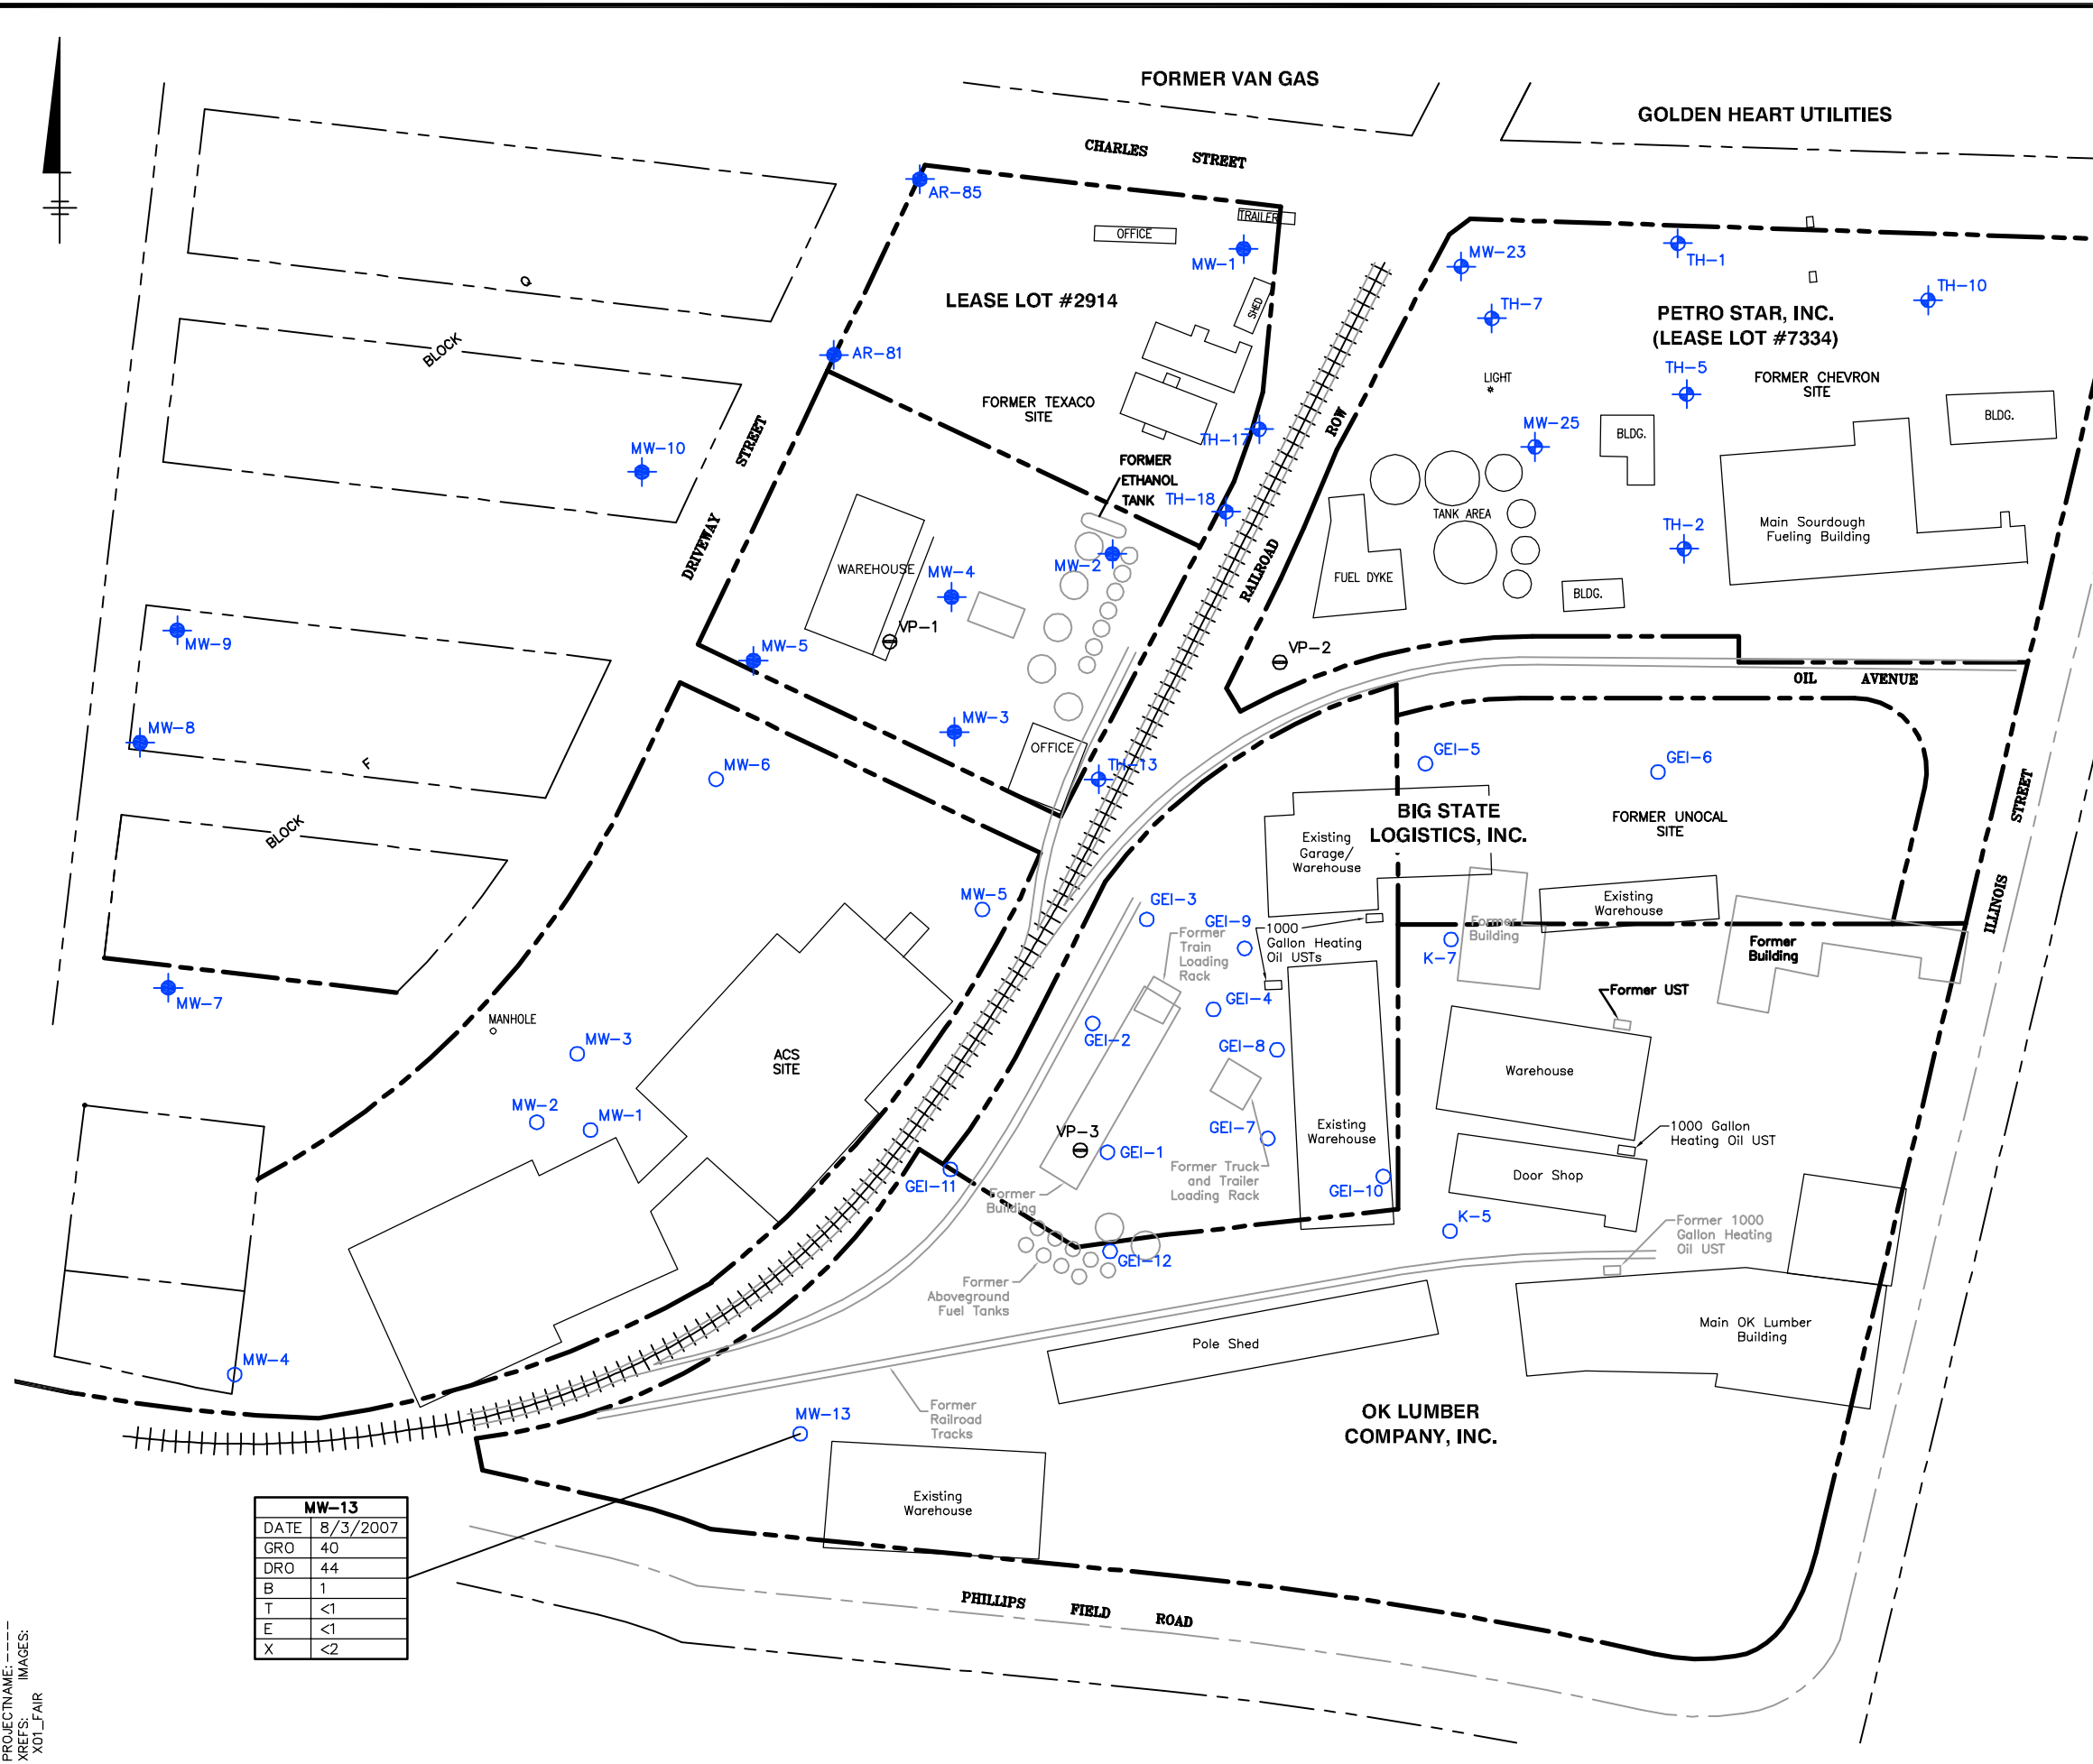 FORMER VAN GAS
GOLDEN HEART UTILITIES
CHARLES STREET
AR-85
TRAILER
OFFICE
MW-1
MW-23
TH-1
TH-10
TH-7
Q
LEASE LOT #2914
SHED
PETRO STAR, INC.
(LEASE LOT #7334)
BLOCK
AR-81
TH-5
LIGHT
FORMER CHEVRON
SITE
FORMER TEXACO
SITE
BLDG.
MW-25
BLDG.
ROW
TH-17
STREET
MW-10
FORMER
ETHANOL
TANK
TH-18
TANK AREA
TH-2
Main Sourdough
Fueling Building
DRIVEWAY
RAILROAD
WAREHOUSE
MW-4
MW-2
FUEL DYKE
BLDG.
VP-1
MW-9
MW-5
VP-2
OIL AVENUE
MW-8
MW-3
OFFICE
GEI-5
GEI-6
F
MW-6
TH-13
STREET
BIG STATE
LOGISTICS, INC.
FORMER UNOCAL
SITE
BLOCK
Existing
Garage/
Warehouse
MW-5
GEI-3
GEI-9
Existing
Warehouse
ILLINOIS
Former
Building
Former
Train
Loading
Rack
1000
Gallon Heating
Oil USTs
K-7
Former
Building
MW-7
GEI-4
Former UST
MANHOLE
MW-3
GEI-2
GEI-8
ACS
SITE
Warehouse
MW-2
MW-1
VP-3
GEI-1
GEI-7
Existing
Warehouse
1000 Gallon
Heating Oil UST
GEI-11
Former Truck
and Trailer
Loading Rack
GEI-10
Door Shop
Former
Building
K-5
Former 1000
Gallon Heating
Oil UST
GEI-12
Former
Aboveground
Fuel Tanks
Main OK Lumber
Building
Pole Shed
MW-4
Former
Railroad
Tracks
MW-13
OK LUMBER
COMPANY, INC.
Existing
Warehouse
MW-13
DATE 8/3/2007
GRO 40
DRO 44
B 1
T <1
E <1
X <2
PHILLIPS FIELD ROAD
PROJECTNAME: ----
XREFS: IMAGES:
X01_FAIR